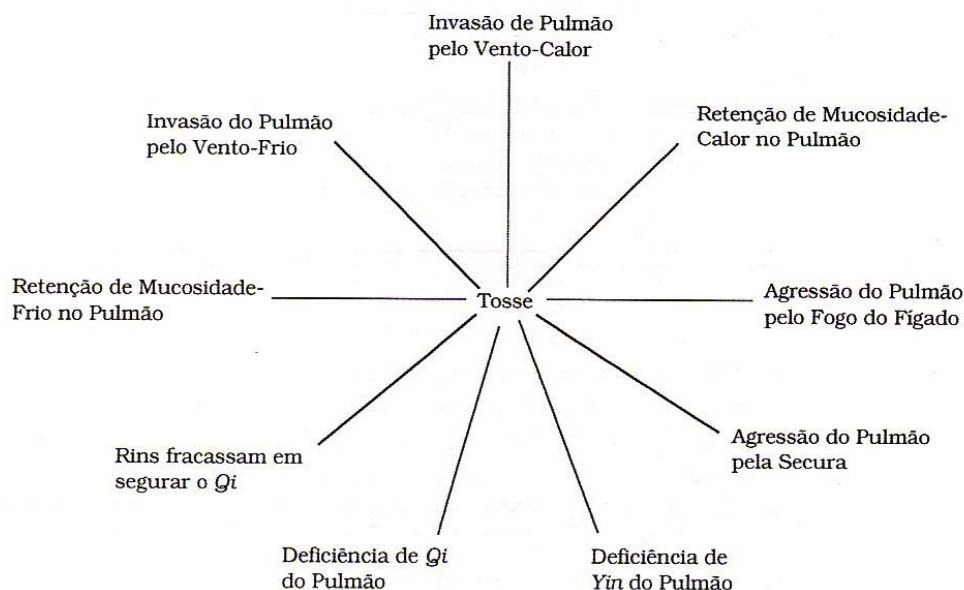 Invasão de Pulmão
pelo Vento-Calor
Invasão do Pulmão
pelo Vento-Frio
Retenção de Mucosidade-
Calor no Pulmão
Retenção de Mucosidade-
Frio no Pulmão
Tosse
Agressão do Pulmão
pelo Fogo do Fígado
Rins fracassam em
segurar o Qi
Agressão do Pulmão
pela Secura
Deficiência de Qi
do Pulmão
Deficiência de
Yin do Pulmão